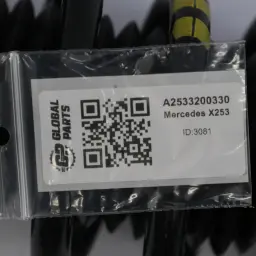 GLOBAL
PARTS
A2533200330
Mercedes X253
ID:3081